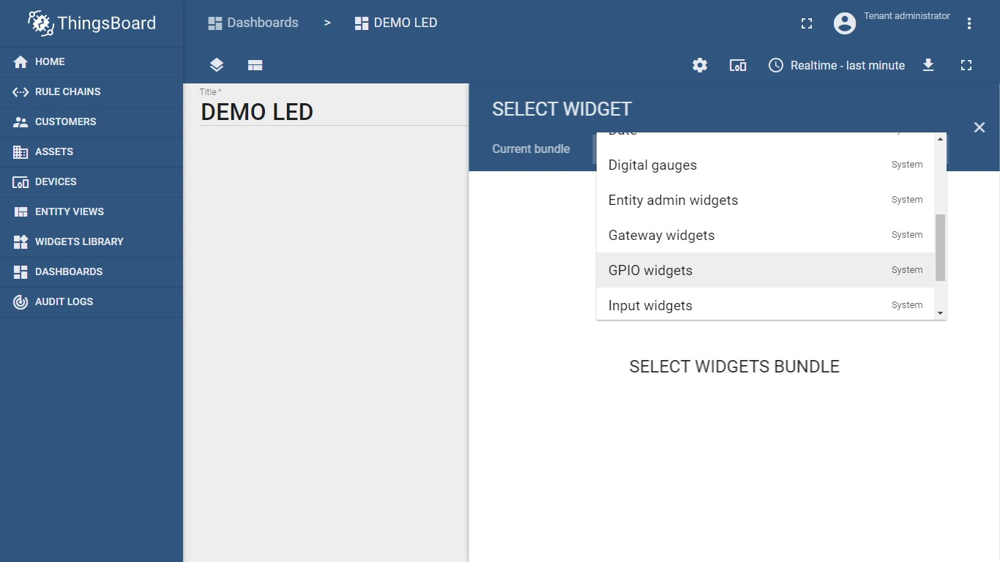 ThingsBoard
HOME
RULE CHAINS
CUSTOMERS
ASSETS
DEVICES
ENTITY VIEWS
WIDGETS LIBRARY
DASHBOARDS
AUDIT LOGS
Dashboards > DEMO LED
Tenant administrator
Realtime - last minute
Title *
DEMO LED
SELECT WIDGET
Current bundle
Date
Digital gauges System
Entity admin widgets System
Gateway widgets System
GPIO widgets System
Input widgets System
SELECT WIDGETS BUNDLE